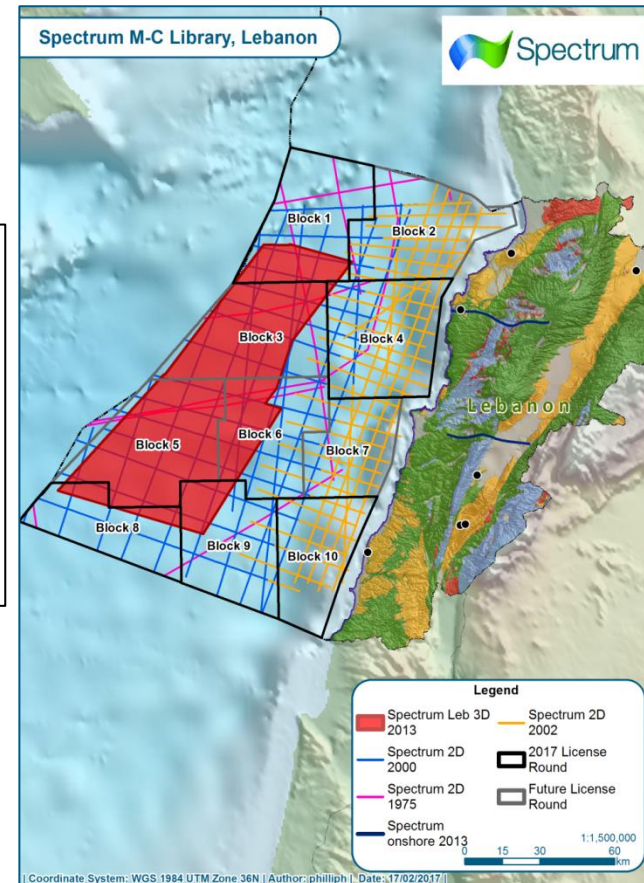 Spectrum M-C Library, Lebanon
Spectrum
Block 1
Block 2
Block 3
Block 4
Lebanon
Block 6
Block 5
Block 7
Block 8
Block 9
Block 10
Legend
Spectrum Leb 3D
2013
Spectrum 2D
2000
Spectrum 2D
1975
Spectrum
onshore 2013
Spectrum 2D
2002
2017 License
Round
Future License
Round
1:1,500,000
0 15 30 60
km
| Coordinate System: WGS 1984 UTM Zone 36N | Author: philliph | Date: 17/02/2017 |